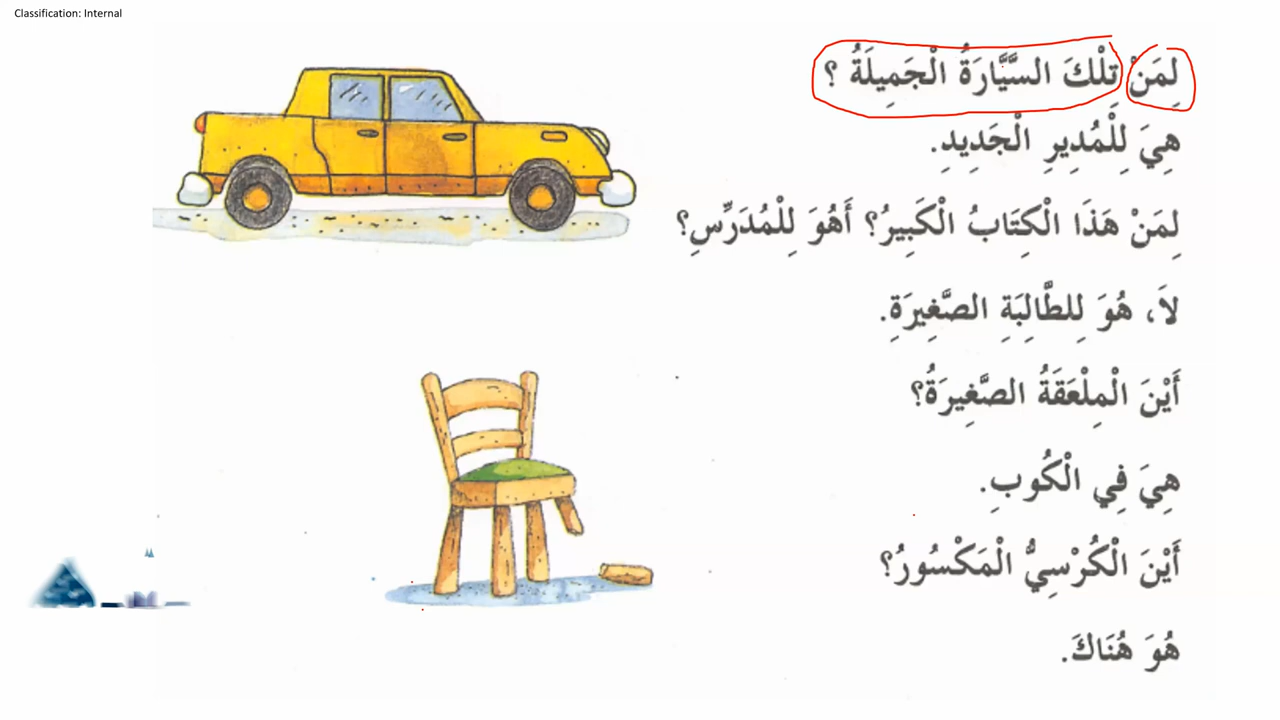 Classification: Internal
لِمَنْ تِلْكَ السَّيَّارَةُ الْجَمِيلَةُ ؟
هِيَ لِلْمُدِيرِ الْجَدِيدِ.
لِمَنْ هَذَا الْكِتَابُ الْكَبِيرُ؟ أَهُوَ لِلْمُدَرِّسِ؟
لاَ، هُوَ لِلطَّالِبَةِ الصَّغِيرَةِ.
أَيْنَ الْمِلْعَقَةُ الصَّغِيرَةُ؟
هِيَ فِي الْكُوبِ.
أَيْنَ الْكُرْسِيُّ الْمَكْسُورُ؟
هُوَ هُنَاكَ.